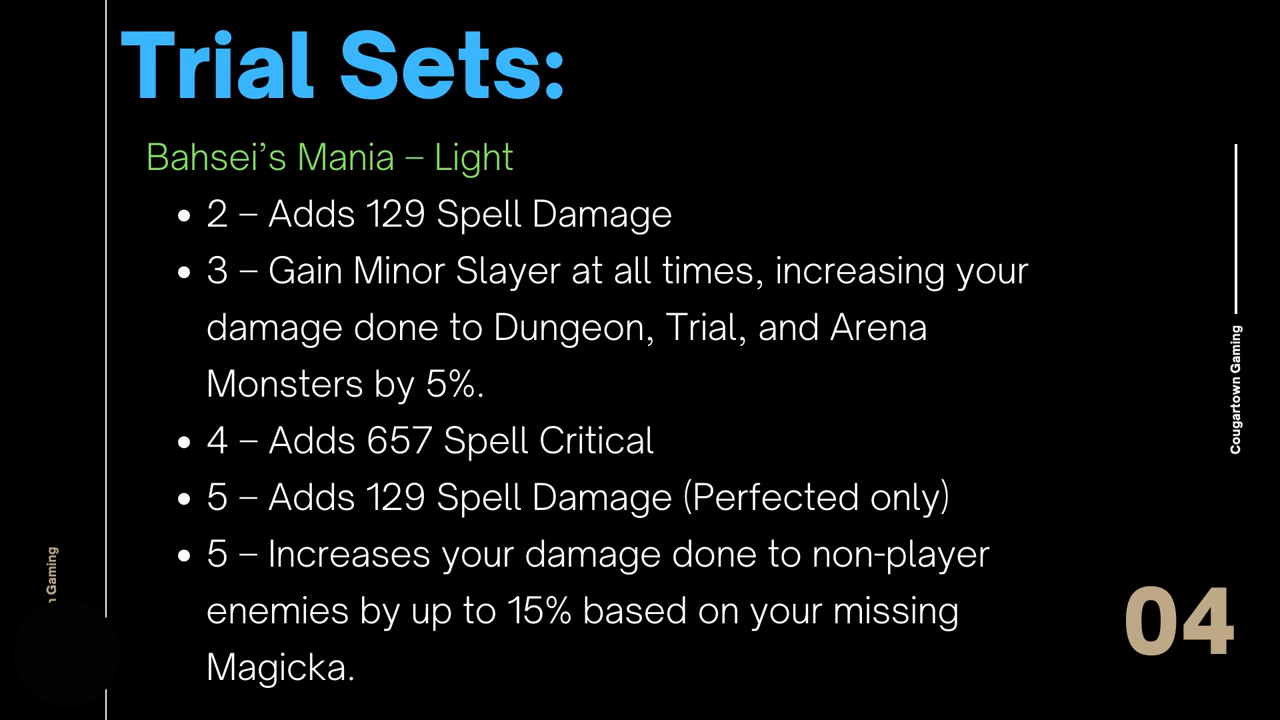 Trial Sets:
Bahsei’s Mania – Light
• 2 – Adds 129 Spell Damage
• 3 – Gain Minor Slayer at all times, increasing your
damage done to Dungeon, Trial, and Arena
Monsters by 5%.
• 4 – Adds 657 Spell Critical
• 5 – Adds 129 Spell Damage (Perfected only)
• 5 – Increases your damage done to non-player
enemies by up to 15% based on your missing
Magicka.
Cougartown Gaming
04
Gaming